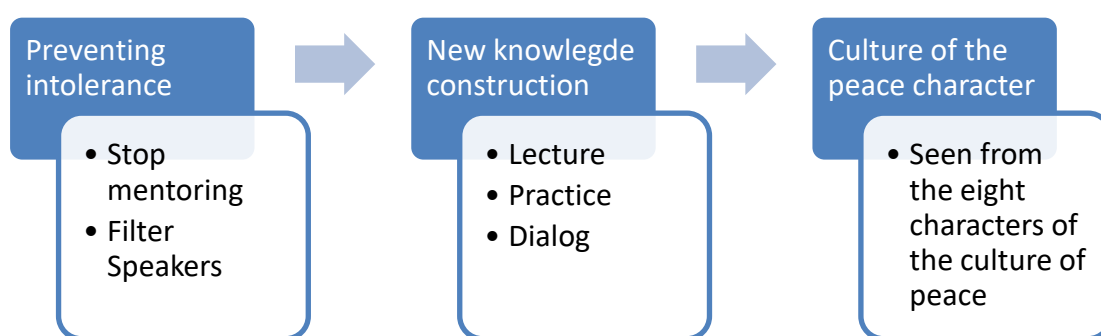 Preventing
intolerance
• Stop
mentoring
• Filter
Speakers
New knowlegde
construction
• Lecture
• Practice
• Dialog
Culture of the
peace character
• Seen from
the eight
characters of
the culture of
peace